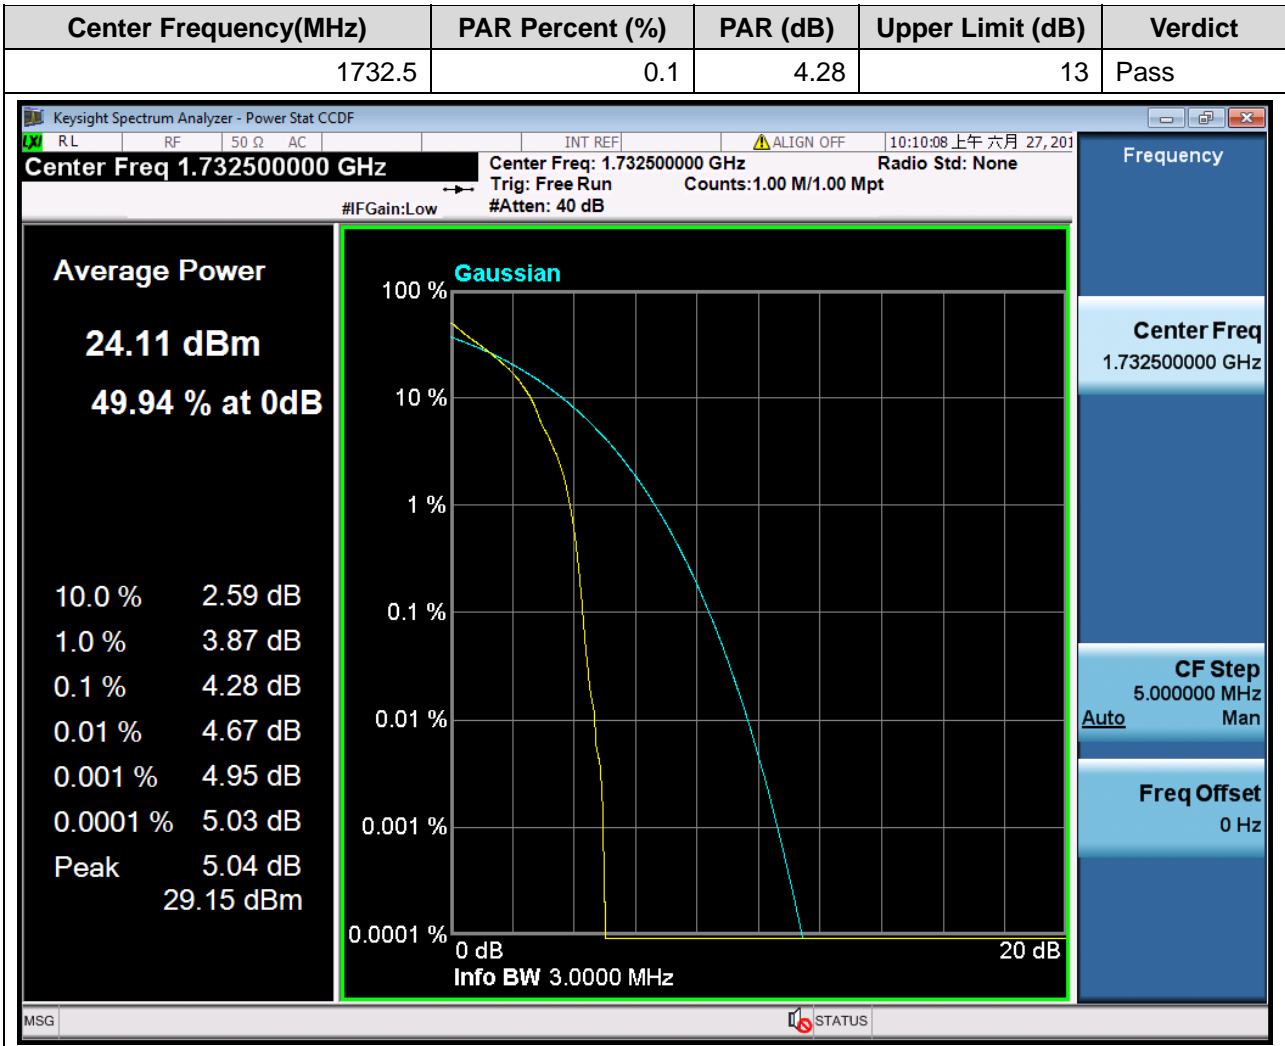 Center Frequency(MHz) PAR Percent (%) PAR (dB) Upper Limit (dB) Verdict
1732.5 0.1 4.28 13 Pass
Keysight Spectrum Analyzer - Power Stat CCDF
LXI RL RF 50 Ω AC INT REF ALIGN OFF 10:10:08 上午 六月 27, 201
Center Freq 1.732500000 GHz
Center Freq: 1.732500000 GHz Radio Std: None
Trig: Free Run Counts:1.00 M/1.00 Mpt
#IFGain:Low #Atten: 40 dB
Frequency
Average Power
24.11 dBm
49.94 % at 0dB
10.0 % 2.59 dB
1.0 % 3.87 dB
0.1 % 4.28 dB
0.01 % 4.67 dB
0.001 % 4.95 dB
0.0001 % 5.03 dB
Peak 5.04 dB
29.15 dBm
Gaussian
100 %
10 %
1 %
0.1 %
0.01 %
0.001 %
0.0001 %
0 dB 20 dB
Info BW 3.0000 MHz
Center Freq
1.732500000 GHz
CF Step
5.000000 MHz
Auto Man
Freq Offset
0 Hz
MSG STATUS